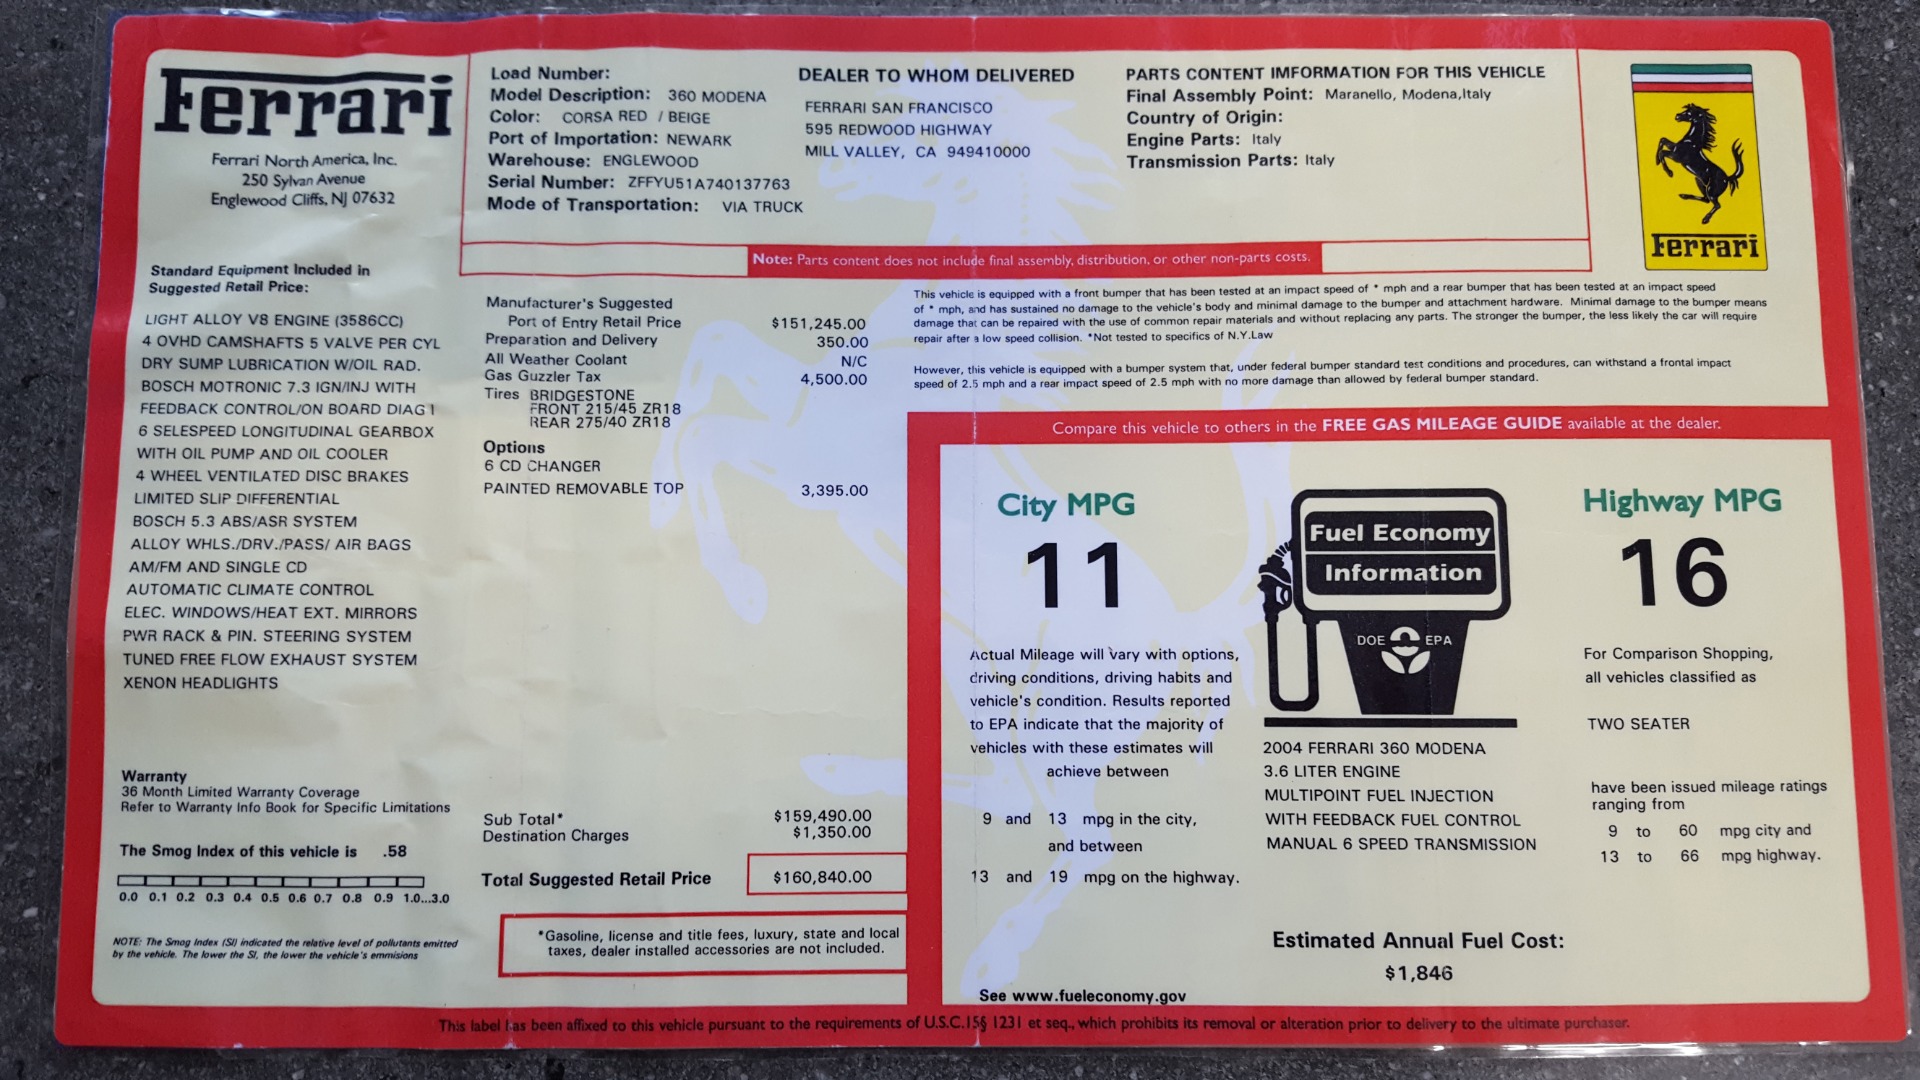 Ferrari
Ferrari North America, Inc.
250 Sylvan Avenue
Englewood Cliffs, NJ 07632
Load Number:
Model Description: 360 MODENA
Color: CORSA RED / BEIGE
Port of Importation: NEWARK
Warehouse: ENGLEWOOD
Serial Number: ZFFYU51A740137763
Mode of Transportation: VIA TRUCK
DEALER TO WHOM DELIVERED
FERRARI SAN FRANCISCO
595 REDWOOD HIGHWAY
MILL VALLEY, CA 949410000
PARTS CONTENT IMFORMATION FOR THIS VEHICLE
Final Assembly Point: Maranello, Modena,Italy
Country of Origin:
Engine Parts: Italy
Transmission Parts: Italy
Ferrari
Note: Parts content does not include final assembly, distribution, or other non-parts costs.
Standard Equipment Included in
Suggested Retail Price:
LIGHT ALLOY V8 ENGINE (3586CC)
4 OVHD CAMSHAFTS 5 VALVE PER CYL
DRY SUMP LUBRICATION W/OIL RAD.
BOSCH MOTRONIC 7.3 IGN/INJ WITH
FEEDBACK CONTROL/ON BOARD DIAG I
6 SELESPEED LONGITUDINAL GEARBOX
WITH OIL PUMP AND OIL COOLER
4 WHEEL VENTILATED DISC BRAKES
LIMITED SLIP DIFFERENTIAL
BOSCH 5.3 ABS/ASR SYSTEM
ALLOY WHLS./DRV./PASS/ AIR BAGS
AM/FM AND SINGLE CD
AUTOMATIC CLIMATE CONTROL
ELEC. WINDOWS/HEAT EXT. MIRRORS
PWR RACK & PIN. STEERING SYSTEM
TUNED FREE FLOW EXHAUST SYSTEM
XENON HEADLIGHTS
Warranty
36 Month Limited Warranty Coverage
Refer to Warranty Info Book for Specific Limitations
The Smog Index of this vehicle is .58
0.0 0.1 0.2 0.3 0.4 0.5 0.6 0.7 0.8 0.9 1.0...3.0
NOTE: The Smog Index (SI) indicated the relative level of pollutants emitted
by the vehicle. The lower the SI, the lower the vehicle's emmisions
Manufacturer's Suggested
Port of Entry Retail Price $151,245.00
Preparation and Delivery 350.00
All Weather Coolant N/C
Gas Guzzler Tax 4,500.00
Tires BRIDGESTONE
FRONT 215/45 ZR18
REAR 275/40 ZR18
Options
6 CD CHANGER
PAINTED REMOVABLE TOP 3,395.00
Sub Total* $159,490.00
Destination Charges $1,350.00
Total Suggested Retail Price $160,840.00
*Gasoline, license and title fees, luxury, state and local
taxes, dealer installed accessories are not included.
This vehicle is equipped with a front bumper that has been tested at an impact speed of * mph and a rear bumper that has been tested at an impact speed
of * mph, and has sustained no damage to the vehicle's body and minimal damage to the bumper and attachment hardware. Minimal damage to the bumper means
damage that can be repaired with the use of common repair materials and without replacing any parts. The stronger the bumper, the less likely the car will require
repair after a low speed collision. *Not tested to specifics of N.Y.Law
However, this vehicle is equipped with a bumper system that, under federal bumper standard test conditions and procedures, can withstand a frontal impact
speed of 2.5 mph and a rear impact speed of 2.5 mph with no more damage than allowed by federal bumper standard.
Compare this vehicle to others in the FREE GAS MILEAGE GUIDE available at the dealer.
City MPG
11
Actual Mileage will vary with options,
driving conditions, driving habits and
vehicle's condition. Results reported
to EPA indicate that the majority of
vehicles with these estimates will
achieve between
9 and 13 mpg in the city,
and between
13 and 19 mpg on the highway.
See www.fueleconomy.gov
Fuel Economy
Information
DOE EPA
2004 FERRARI 360 MODENA
3.6 LITER ENGINE
MULTIPOINT FUEL INJECTION
WITH FEEDBACK FUEL CONTROL
MANUAL 6 SPEED TRANSMISSION
Estimated Annual Fuel Cost:
$1,846
Highway MPG
16
For Comparison Shopping,
all vehicles classified as
TWO SEATER
have been issued mileage ratings
ranging from
9 to 60 mpg city and
13 to 66 mpg highway.
This label has been affixed to this vehicle pursuant to the requirements of U.S.C.15§ 1231 et seq., which prohibits its removal or alteration prior to delivery to the ultimate purchaser.